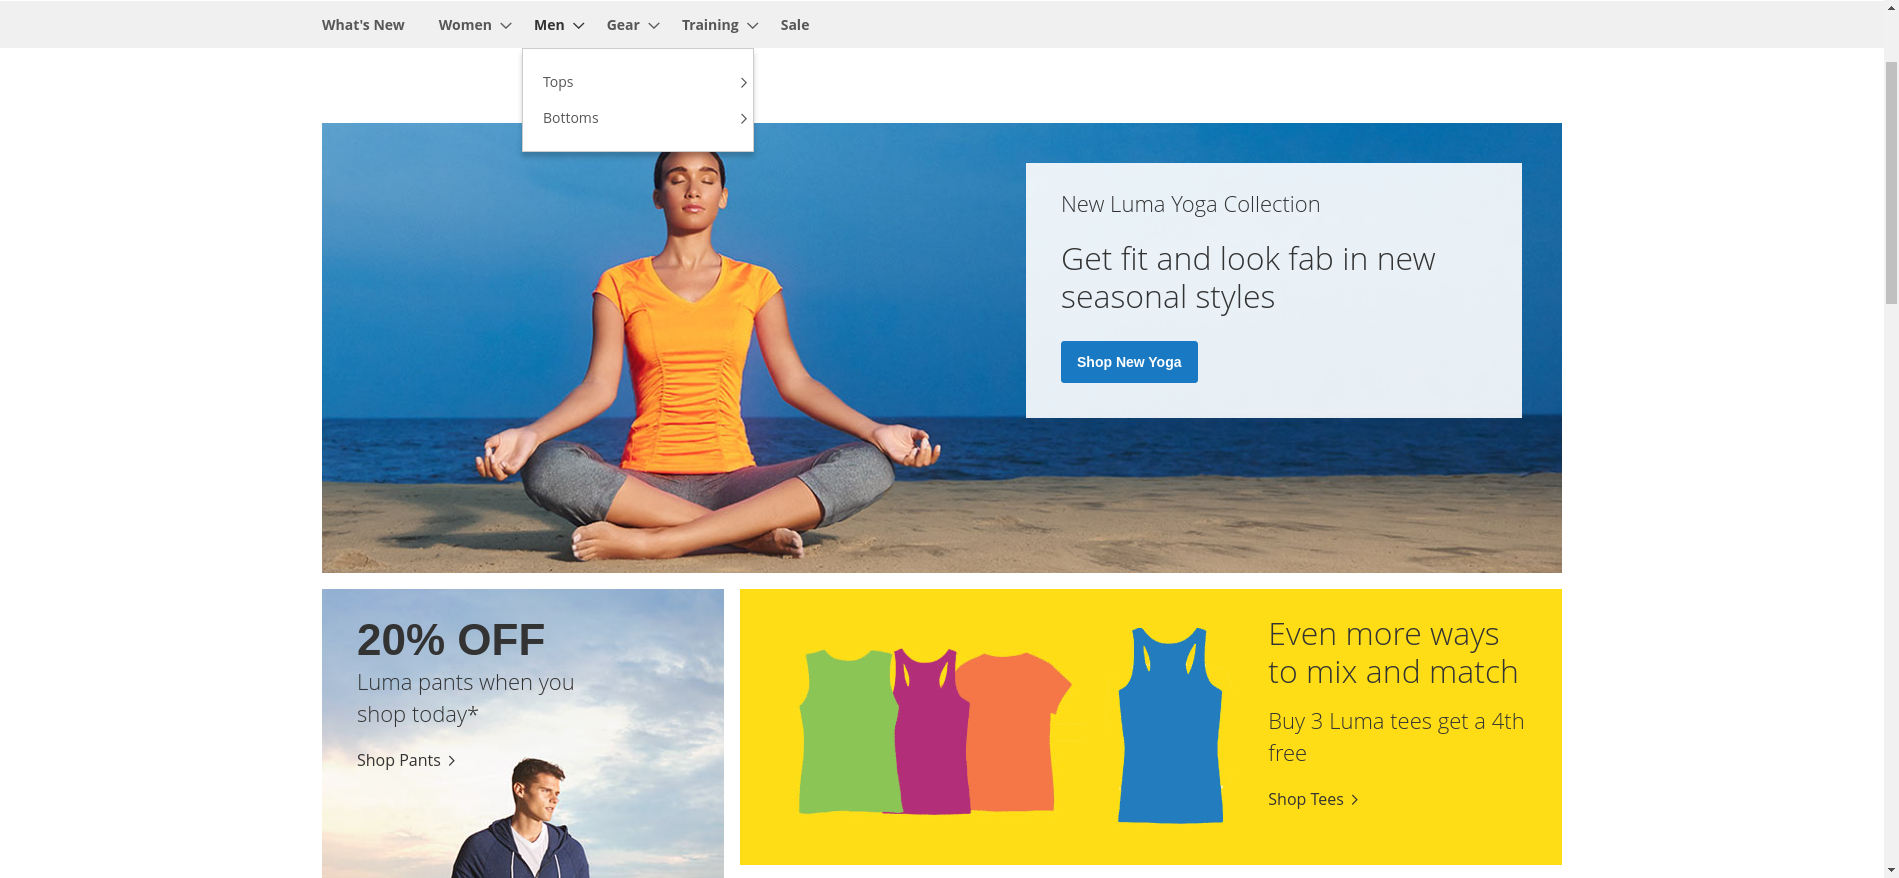 What's New Women Men Gear Training Sale
Tops
Bottoms
New Luma Yoga Collection
Get fit and look fab in new
seasonal styles
Shop New Yoga
20% OFF
Luma pants when you
shop today*
Shop Pants
Even more ways
to mix and match
Buy 3 Luma tees get a 4th
free
Shop Tees